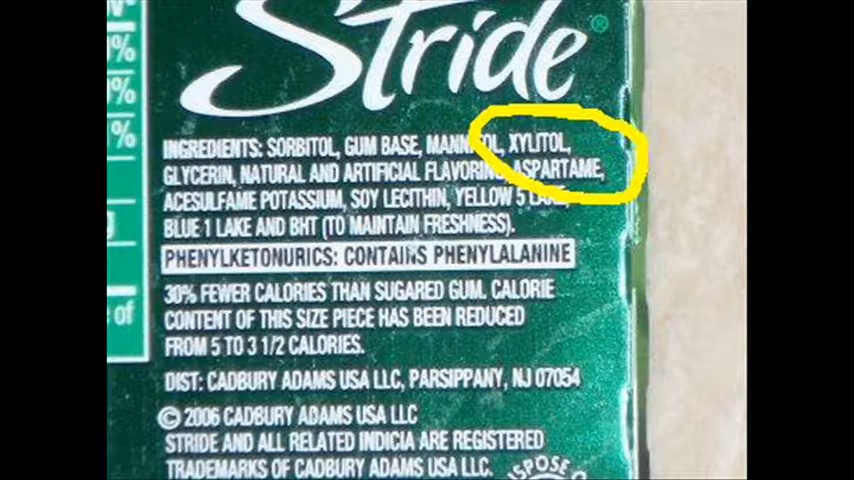 Stride®
%
%
%
INGREDIENTS: SORBITOL, GUM BASE, MANNITOL, XYLITOL,
GLYCERIN, NATURAL AND ARTIFICIAL FLAVORING, ASPARTAME,
ACESULFAME POTASSIUM, SOY LECITHIN, YELLOW 5 LAKE,
BLUE 1 LAKE AND BHT (TO MAINTAIN FRESHNESS).
PHENYLKETONURICS: CONTAINS PHENYLALANINE
30% FEWER CALORIES THAN SUGARED GUM. CALORIE
of
CONTENT OF THIS SIZE PIECE HAS BEEN REDUCED
FROM 5 TO 3 1/2 CALORIES.
DIST: CADBURY ADAMS USA LLC, PARSIPPANY, NJ 07054
© 2006 CADBURY ADAMS USA LLC
STRIDE AND ALL RELATED INDICIA ARE REGISTERED
TRADEMARKS OF CADBURY ADAMS USA LLC.